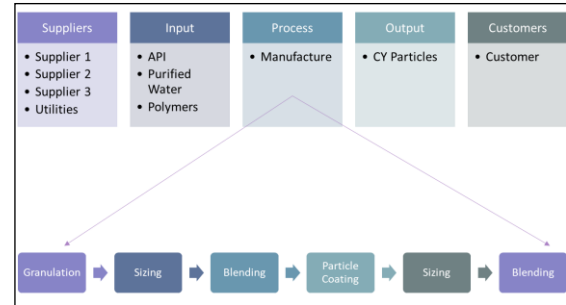 Suppliers
• Supplier 1
• Supplier 2
• Supplier 3
• Utilities
Input
• API
• Purified
Water
• Polymers
Process
• Manufacture
Output
• CY Particles
Customers
• Customer
Granulation
Sizing
Blending
Particle
Coating
Sizing
Blending